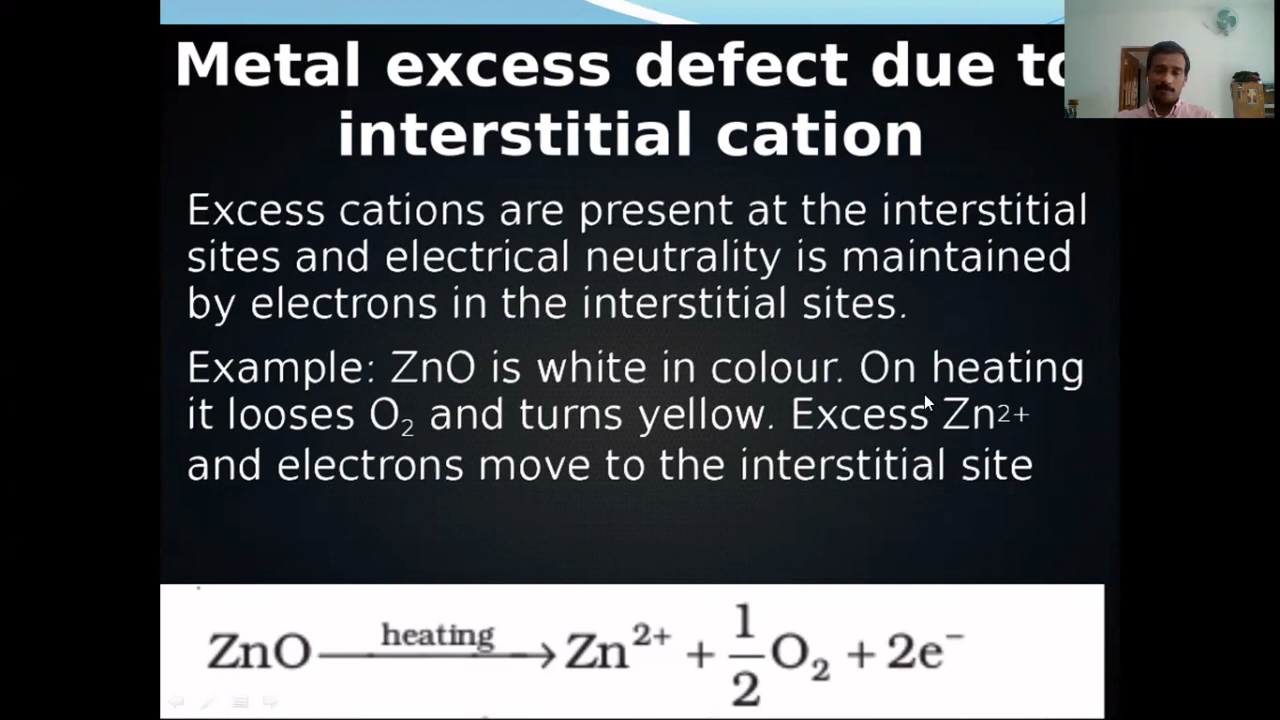 Metal excess defect due to
interstitial cation
Excess cations are present at the interstitial
sites and electrical neutrality is maintained
by electrons in the interstitial sites.
Example: ZnO is white in colour. On heating
it looses O₂ and turns yellow. Excess Zn²⁺
and electrons move to the interstitial site
ZnO —heating→ Zn²⁺ + 1/2 O₂ + 2e⁻